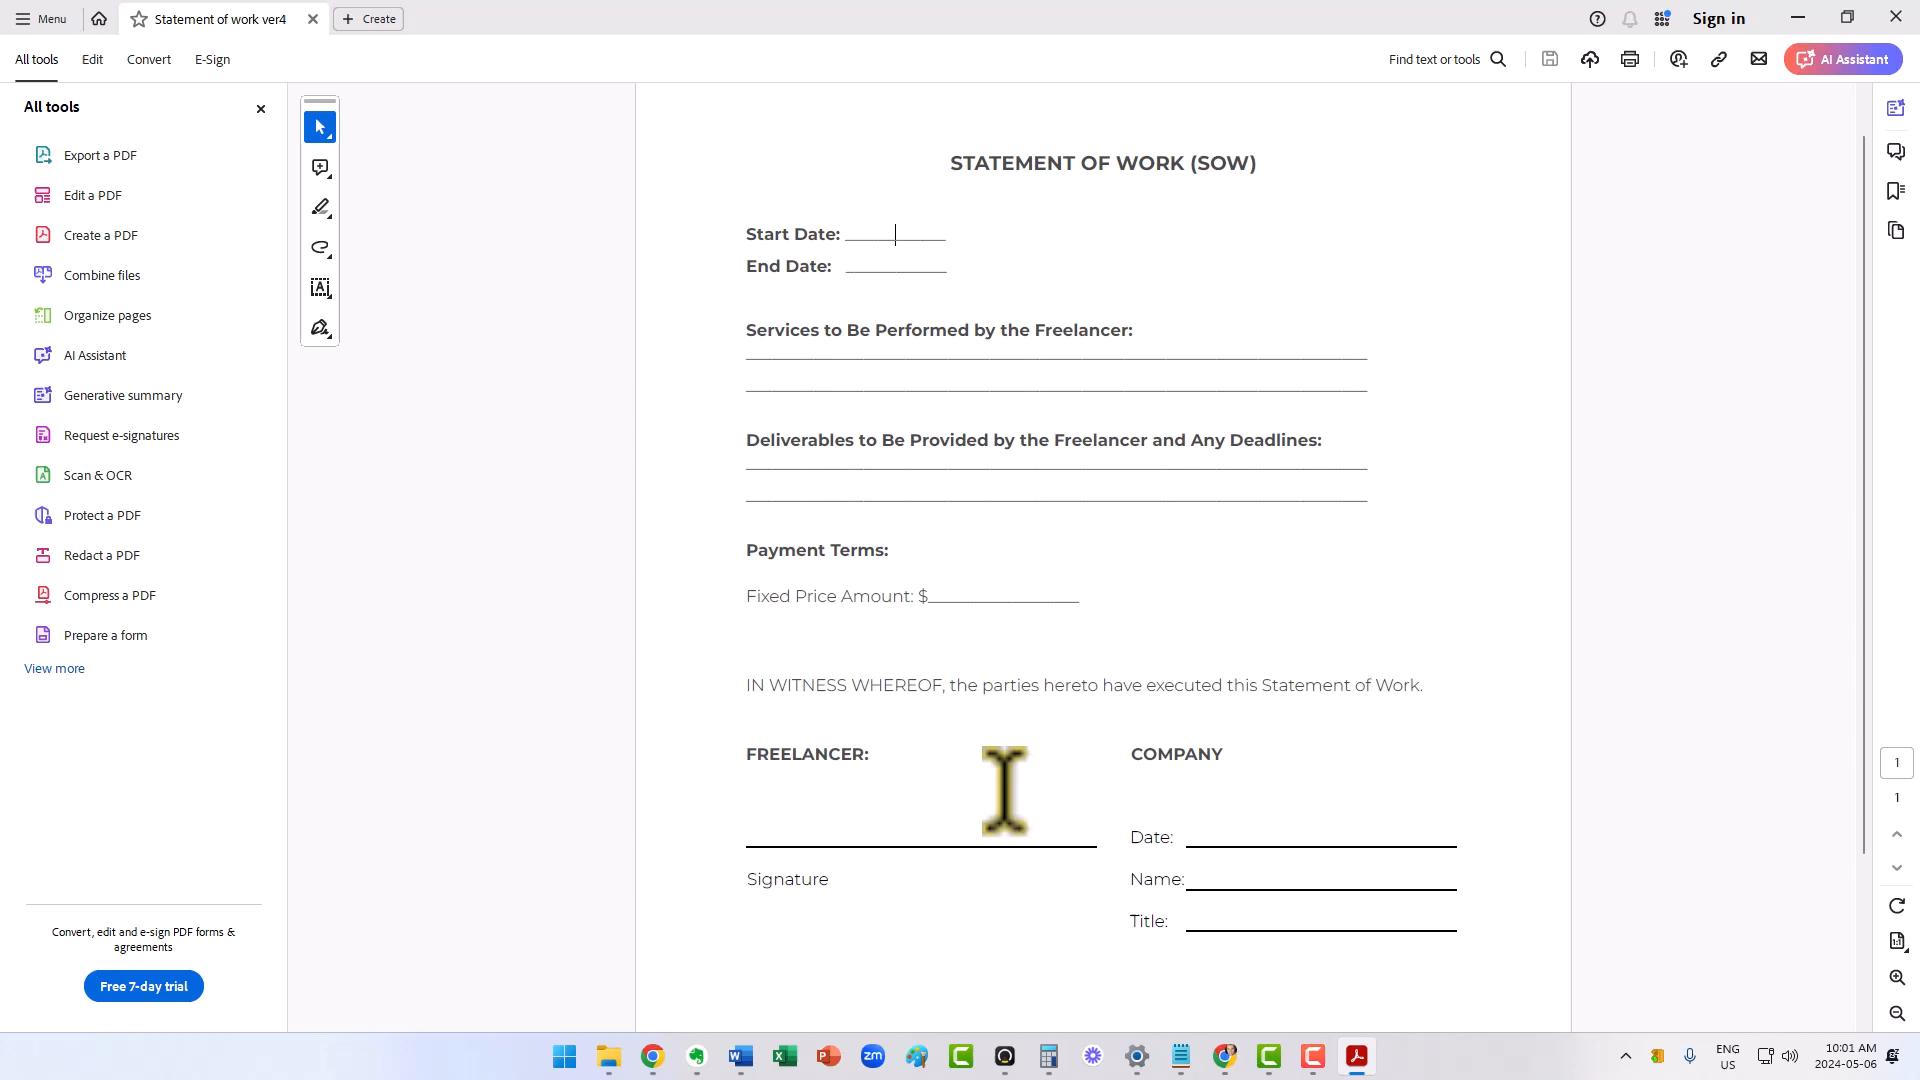 Menu
Statement of work ver4
Create
Sign in
All tools
Edit
Convert
E-Sign
Find text or tools
AI Assistant
All tools
Export a PDF
Edit a PDF
Create a PDF
Combine files
Organize pages
AI Assistant
Generative summary
Request e-signatures
Scan & OCR
Protect a PDF
Redact a PDF
Compress a PDF
Prepare a form
View more
Convert, edit and e-sign PDF forms &
agreements
Free 7-day trial
STATEMENT OF WORK (SOW)
Start Date: ____________
End Date: ____________
Services to Be Performed by the Freelancer:
Deliverables to Be Provided by the Freelancer and Any Deadlines:
Payment Terms:
Fixed Price Amount: $__________________
IN WITNESS WHEREOF, the parties hereto have executed this Statement of Work.
FREELANCER:
COMPANY
Date:
Name:
Signature
Title:
1
1
ENG
US
10:01 AM
2024-05-06